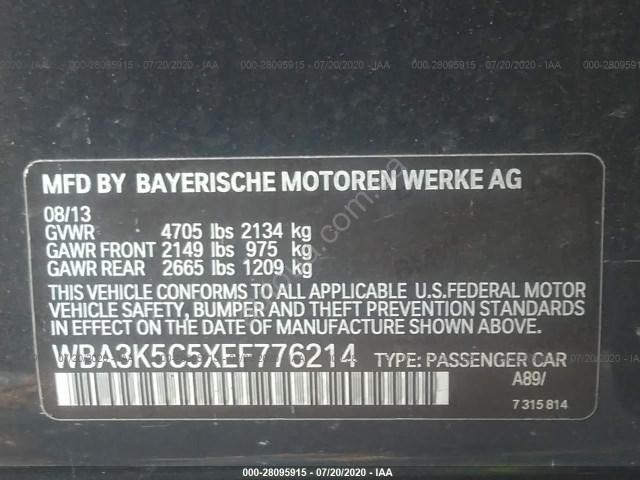 000-28095915 - 07/20/2020 - IAA
MFD BY BAYERISCHE MOTOREN WERKE AG
08/13
GVWR 4705 lbs 2134 kg
GAWR FRONT 2149 lbs 975 kg
GAWR REAR 2665 lbs 1209 kg
THIS VEHICLE CONFORMS TO ALL APPLICABLE U.S.FEDERAL MOTOR
VEHICLE SAFETY, BUMPER AND THEFT PREVENTION STANDARDS
IN EFFECT ON THE DATE OF MANUFACTURE SHOWN ABOVE.
WBA3K5C5XEF776214 TYPE: PASSENGER CAR
A89/
7 315 814
000-28095915 - 07/20/2020 - IAA